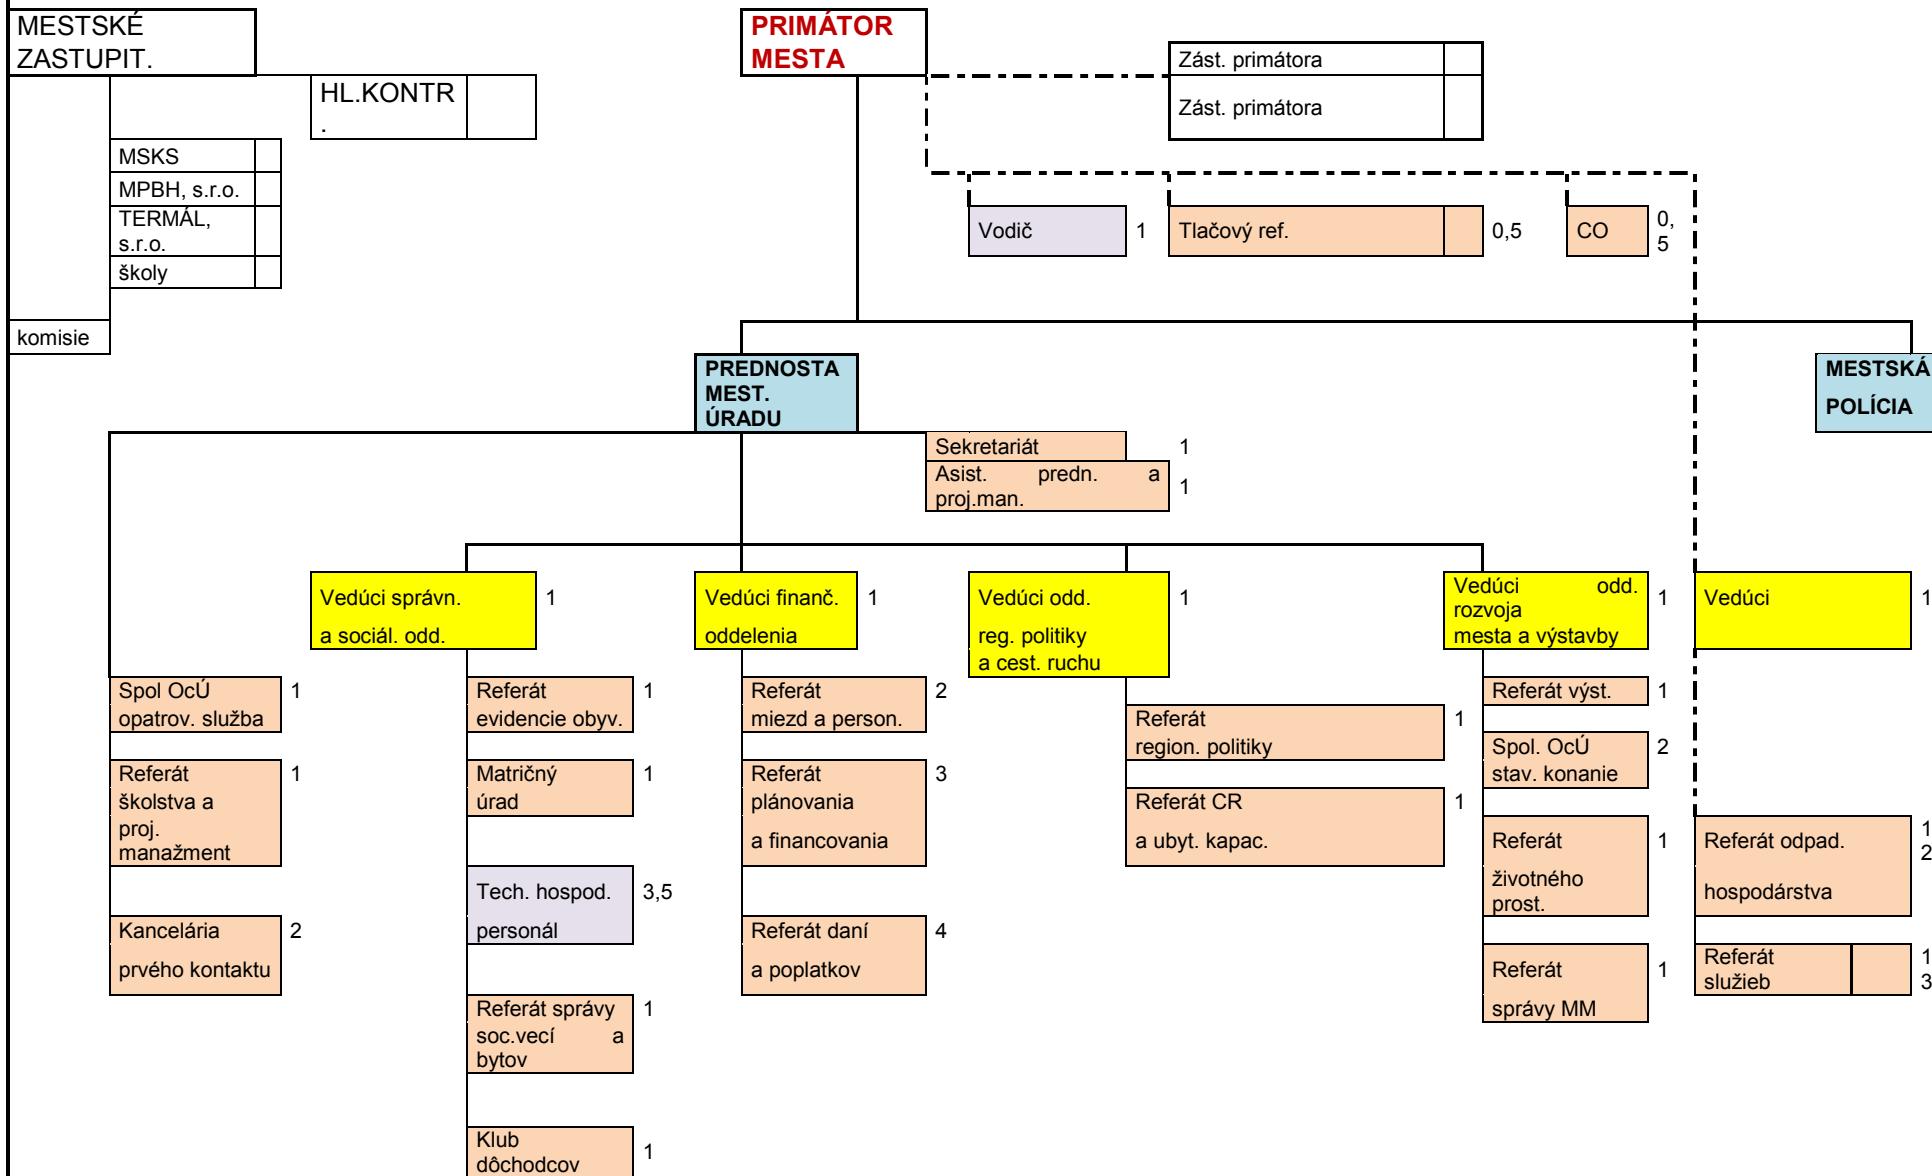 MESTSKÉ
ZASTUPIT.
PRIMÁTOR
MESTA
Zást. primátora
Zást. primátora
HL.KONTR
.
MSKS
MPBH, s.r.o.
TERMÁL,
s.r.o.
školy
komisie
Vodič 1
Tlačový ref. 0,5
CO 0,
5
PREDNOSTA
MEST.
ÚRADU
MESTSKÁ
POLÍCIA
Sekretariát 1
Asist. predn. a
proj.man. 1
Vedúci správn. 1
a sociál. odd.
Vedúci finanč. 1
oddelenia
Vedúci odd. 1
reg. politiky
a cest. ruchu
Vedúci odd.
rozvoja 1
mesta a výstavby
Vedúci 1
Spol OcÚ 1
opatrov. služba
Referát 1
školstva a
proj.
manažment
Kancelária 2
prvého kontaktu
Referát 1
evidencie obyv.
Matričný 1
úrad
Tech. hospod. 3,5
personál
Referát správy 1
soc.vecí a
bytov
Klub
dôchodcov 1
Referát 2
miezd a person.
Referát 3
plánovania
a financovania
Referát daní 4
a poplatkov
Referát 1
region. politiky
Referát CR 1
a ubyt. kapac.
Referát výst. 1
Spol. OcÚ 2
stav. konanie
Referát 1
životného
prost.
Referát 1
správy MM
Referát odpad. 1
2
hospodárstva
Referát 1
služieb 3